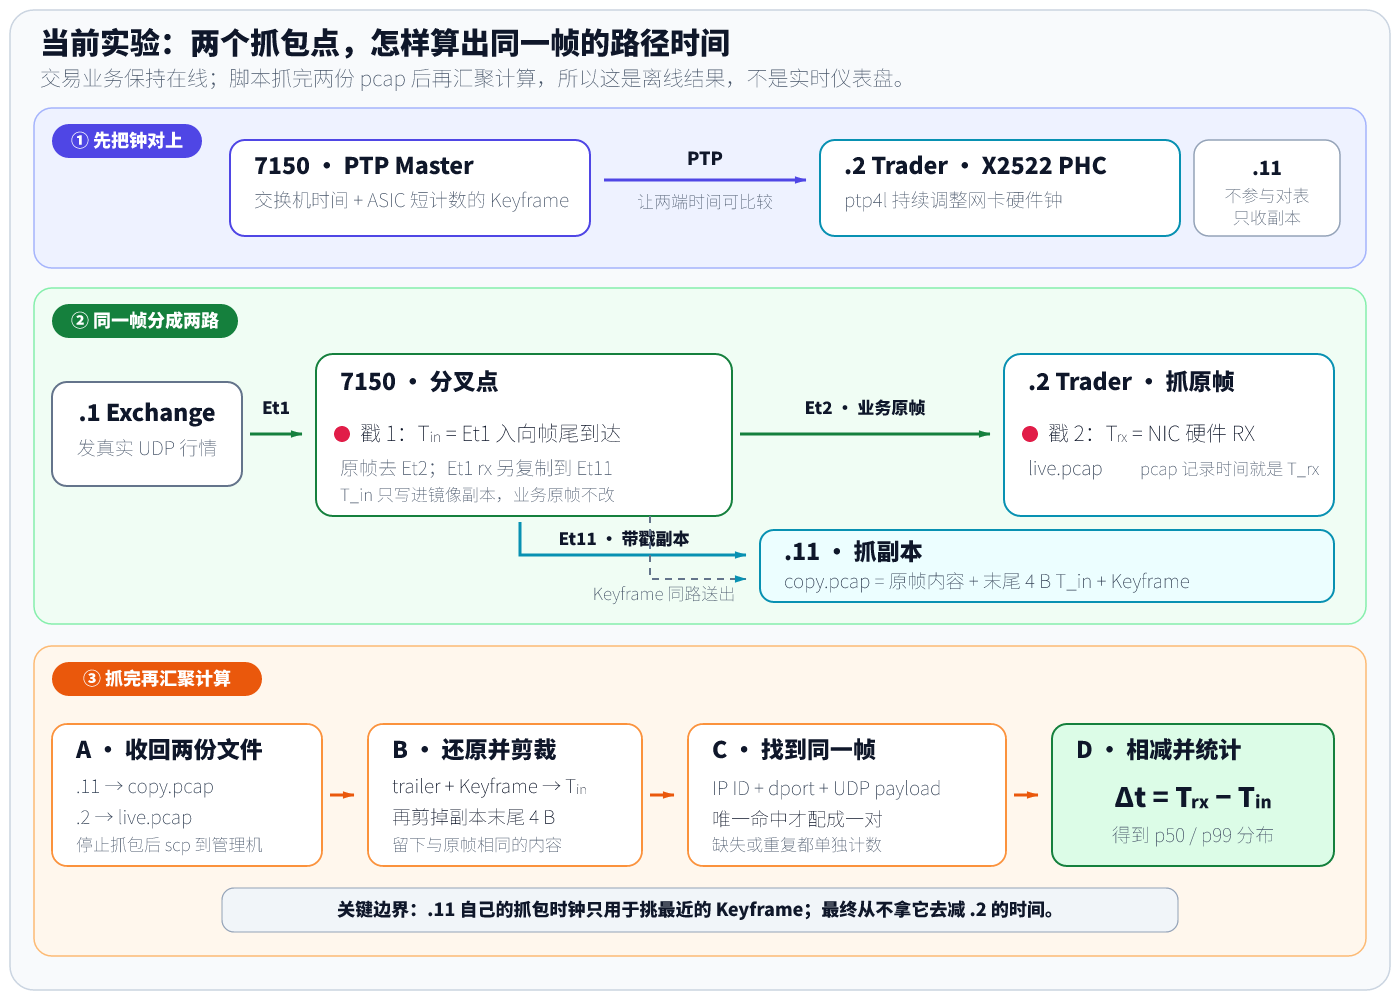 当前实验：两个抓包点，怎样算出同一帧的路径时间
交易业务保持在线；脚本抓完两份 pcap 后再汇聚计算，所以这是离线结果，不是实时仪表盘。
① 先把钟对上
7150 • PTP Master
交换机时间 + ASIC 短计数的 Keyframe
PTP
让两端时间可比较
.2 Trader • X2522 PHC
ptp4l 持续调整网卡硬件钟
.11
不参与对表
只收副本
② 同一帧分成两路
.1 Exchange
发真实 UDP 行情
Et1
7150 • 分叉点
戳 1：Tᵢₙ = Et1 入向帧尾到达
原帧去 Et2；Et1 rx 另复制到 Et11
T_in 只写进镜像副本，业务原帧不改
Et2 • 业务原帧
.2 Trader • 抓原帧
戳 2：Tᵣₓ = NIC 硬件 RX
live.pcap pcap 记录时间就是 T_rx
Et11 • 带戳副本
Keyframe 同路送出
.11 • 抓副本
copy.pcap = 原帧内容 + 末尾 4 B T_in + Keyframe
③ 抓完再汇聚计算
A • 收回两份文件
.11 → copy.pcap
.2 → live.pcap
停止抓包后 scp 到管理机
B • 还原并剪裁
trailer + Keyframe → Tᵢₙ
再剪掉副本末尾 4 B
留下与原帧相同的内容
C • 找到同一帧
IP ID + dport + UDP payload
唯一命中才配成一对
缺失或重复都单独计数
D • 相减并统计
Δt = Tᵣₓ − Tᵢₙ
得到 p50 / p99 分布
关键边界：.11 自己的抓包时钟只用于挑最近的 Keyframe；最终从不拿它去减 .2 的时间。